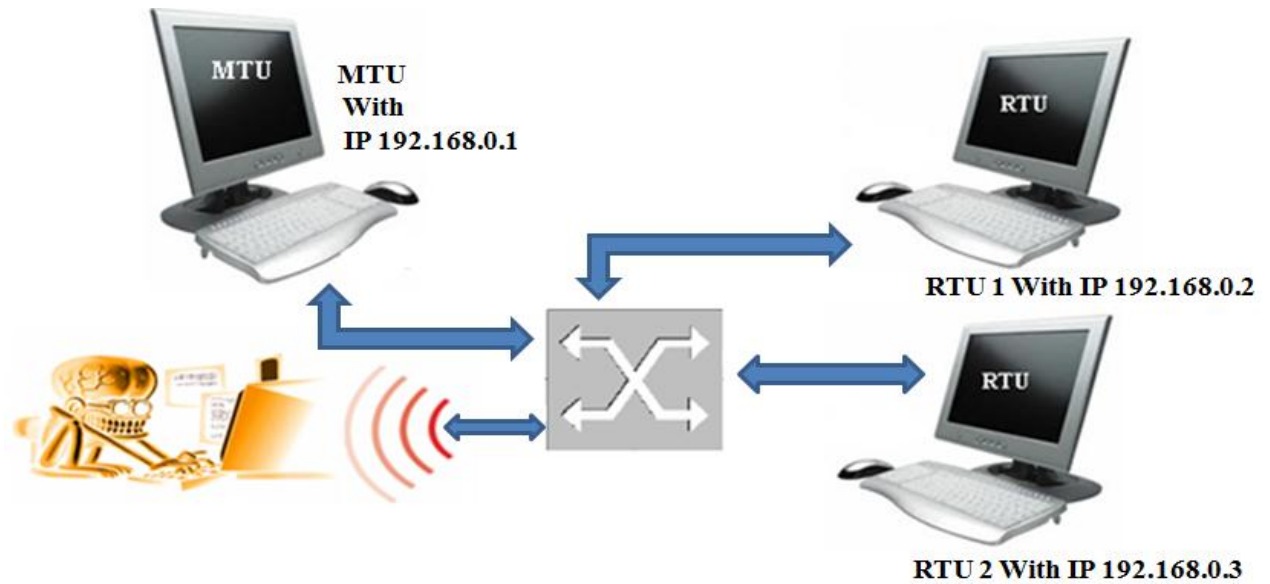 MTU
MTU
With
IP 192.168.0.1
RTU
RTU 1 With IP 192.168.0.2
RTU
RTU 2 With IP 192.168.0.3